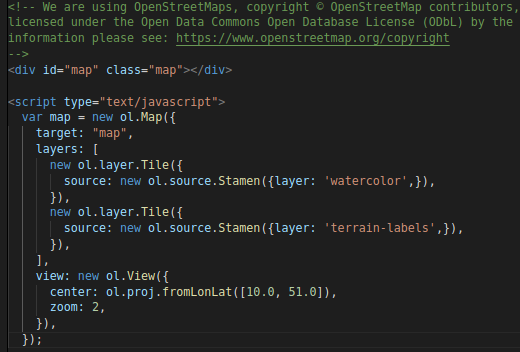 <!-- We are using OpenStreetMaps, copyright © OpenStreetMap contributors,
licensed under the Open Data Commons Open Database License (ODbL) by the
information please see: https://www.openstreetmap.org/copyright
-->
<div id="map" class="map"></div>
<script type="text/javascript">
var map = new ol.Map({
target: "map",
layers: [
new ol.layer.Tile({
source: new ol.source.Stamen({layer: 'watercolor',}),
}),
new ol.layer.Tile({
source: new ol.source.Stamen({layer: 'terrain-labels',}),
}),
],
view: new ol.View({
center: ol.proj.fromLonLat([10.0, 51.0]),
zoom: 2,
}),
});